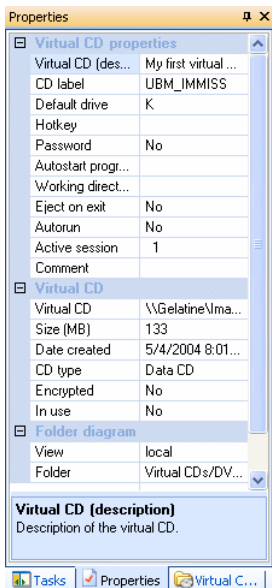 Properties
Virtual CD properties
Virtual CD (des... My first virtual ...
CD label UBM_IMMISS
Default drive K
Hotkey
Password No
Autostart progr...
Working direct...
Eject on exit No
Autorun No
Active session 1
Comment
Virtual CD
Virtual CD \\Gelatine\Ima...
Size (MB) 133
Date created 5/4/2004 8:01...
CD type Data CD
Encrypted No
In use No
Folder diagram
View local
Folder Virtual CDs/DV...
Virtual CD (description)
Description of the virtual CD.
Tasks Properties Virtual C...